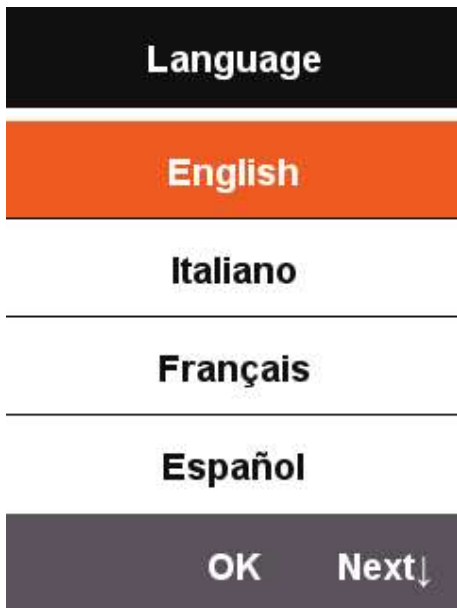 Language
English
Italiano
Français
Español
OK Next↓